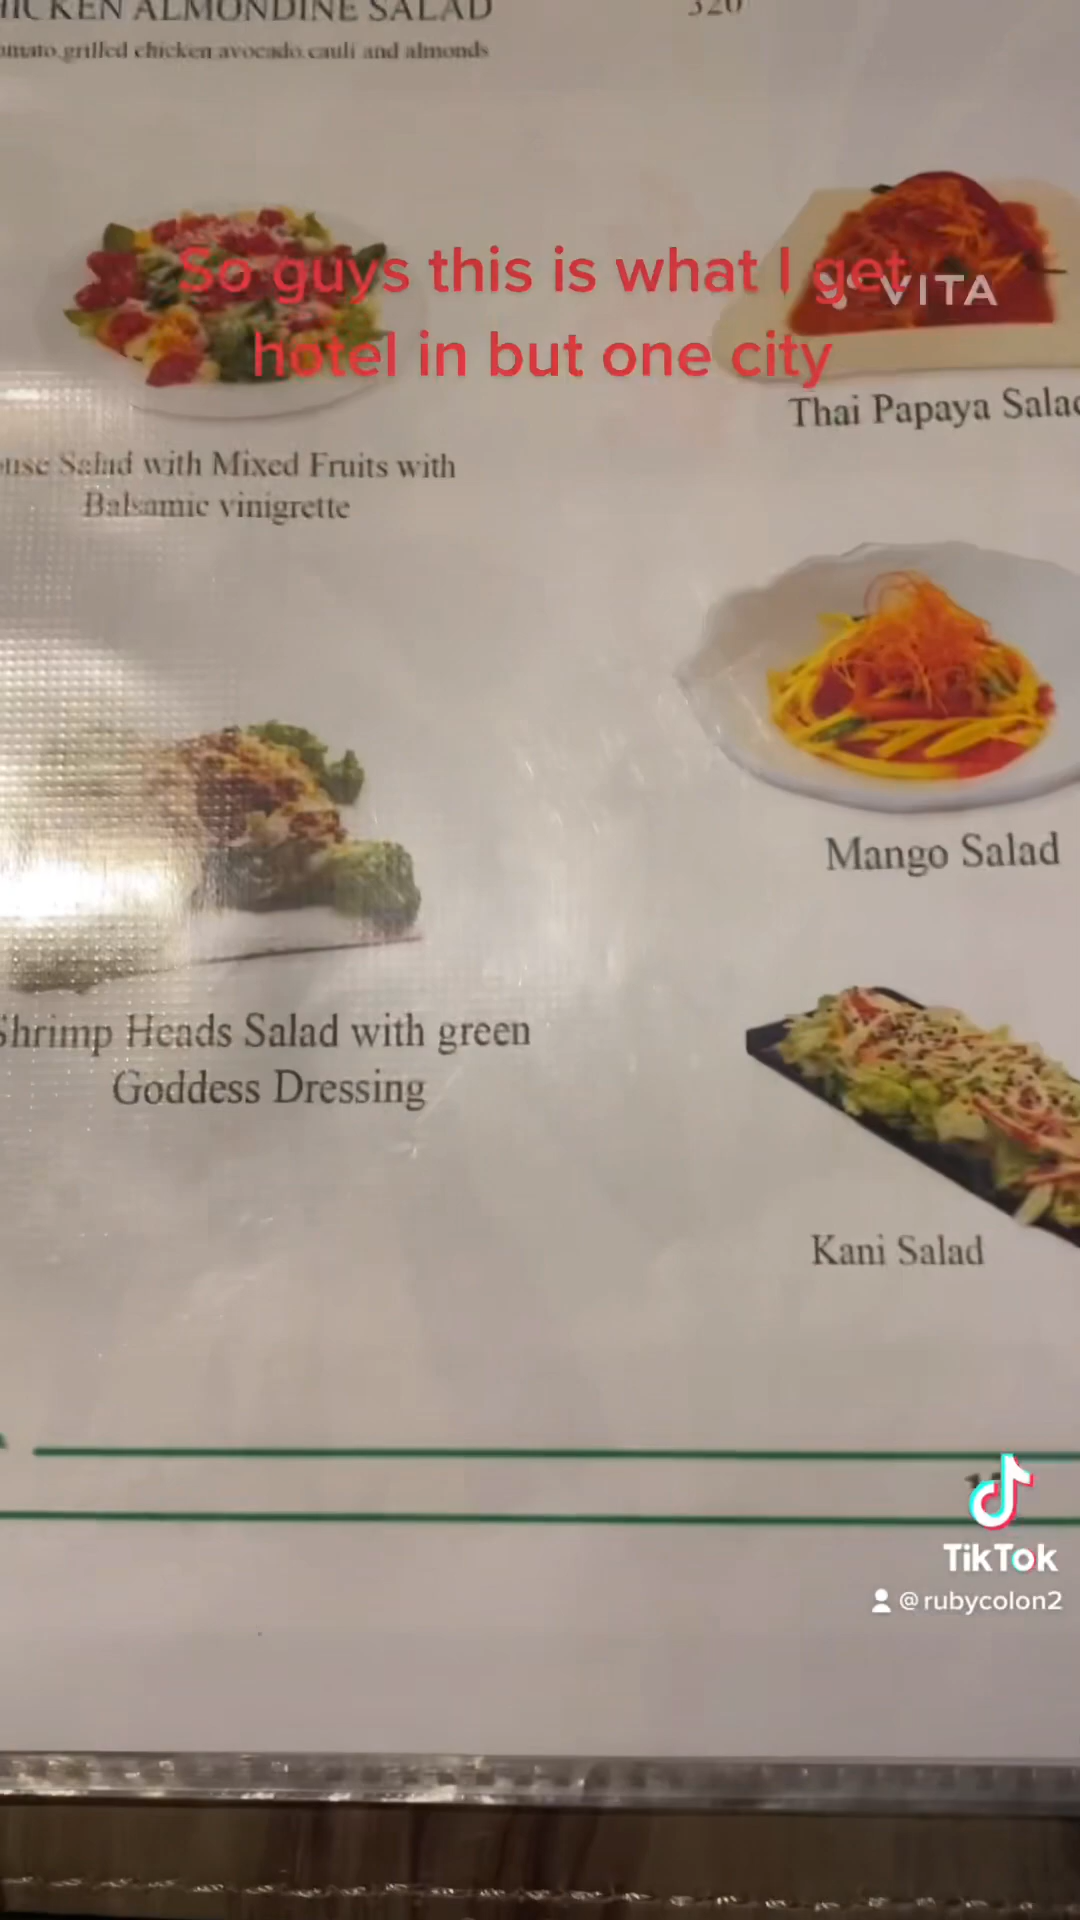 CKEN ALMONDINE SALAD
320
grilled chicken avocado, cauli and almonds
So guys this is what I get
hotel in but one city
VITA
Thai Papaya Salad
use Salad with Mixed Fruits with
Balsamic vinigrette
Mango Salad
Shrimp Heads Salad with green
Goddess Dressing
Kani Salad
TikTok
@rubycolon2